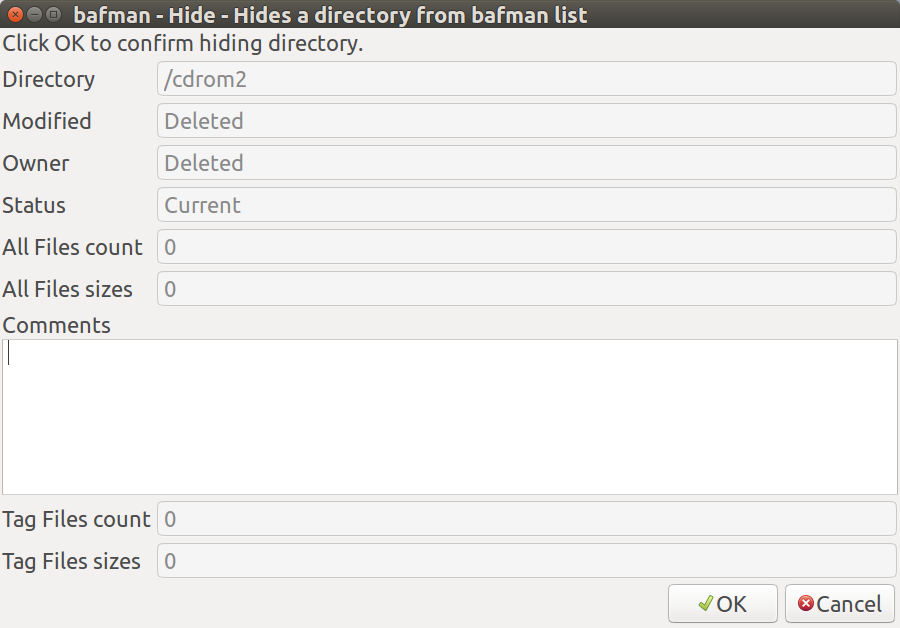 bafman - Hide - Hides a directory from bafman list
Click OK to confirm hiding directory.
Directory /cdrom2
Modified Deleted
Owner Deleted
Status Current
All Files count 0
All Files sizes 0
Comments
Tag Files count 0
Tag Files sizes 0
OK Cancel